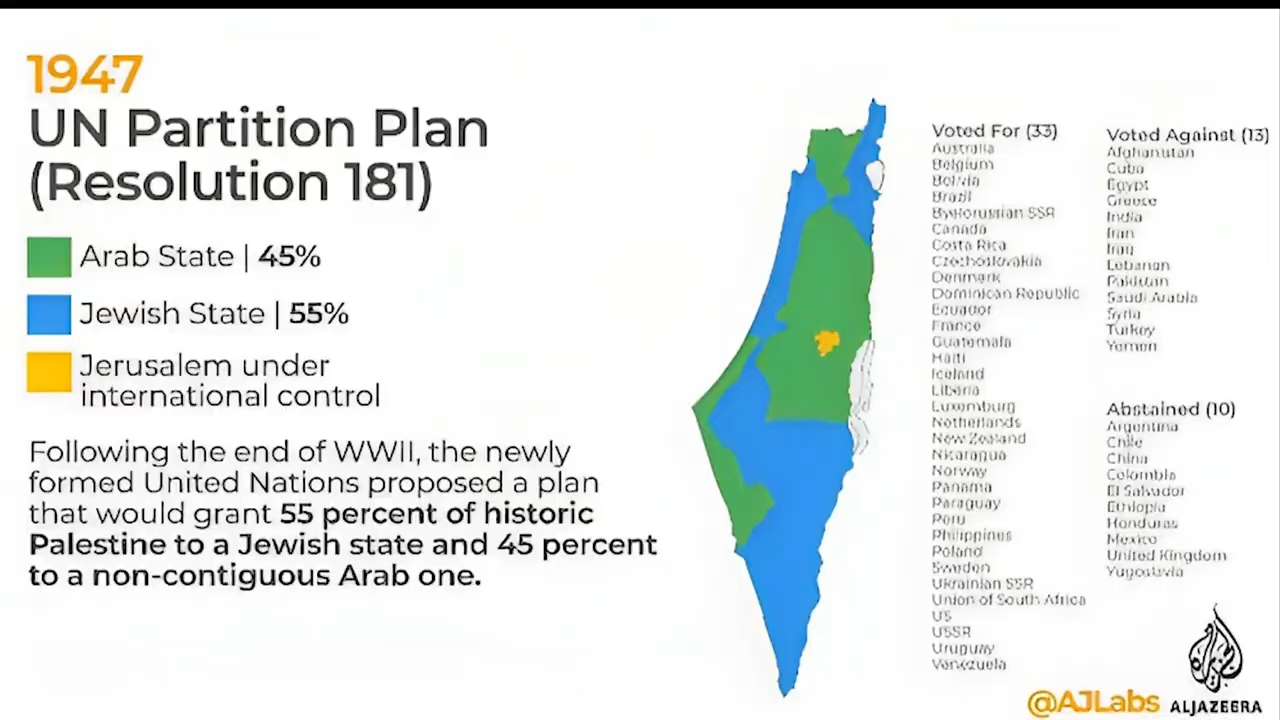 1947
UN Partition Plan
(Resolution 181)
Arab State | 45%
Jewish State | 55%
Jerusalem under
international control
Following the end of WWII, the newly
formed United Nations proposed a plan
that would grant 55 percent of historic
Palestine to a Jewish state and 45 percent
to a non-contiguous Arab one.
Voted For (33)
Australia
Belgium
Bolivia
Brazil
Byelorussian SSR
Canada
Costa Rica
Czechoslovakia
Denmark
Dominican Republic
Ecuador
France
Guatemala
Haiti
Iceland
Liberia
Luxemburg
Netherlands
New Zealand
Nicaragua
Norway
Panama
Paraguay
Peru
Philippines
Poland
Sweden
Ukrainian SSR
Union of South Africa
US
USSR
Uruguay
Venezuela
Voted Against (13)
Afghanistan
Cuba
Egypt
Greece
India
Iran
Iraq
Lebanon
Pakistan
Saudi Arabia
Syria
Turkey
Yemen
Abstained (10)
Argentina
Chile
China
Colombia
El Salvador
Ethiopia
Honduras
Mexico
United Kingdom
Yugoslavia
@AJLabs
ALJAZEERA